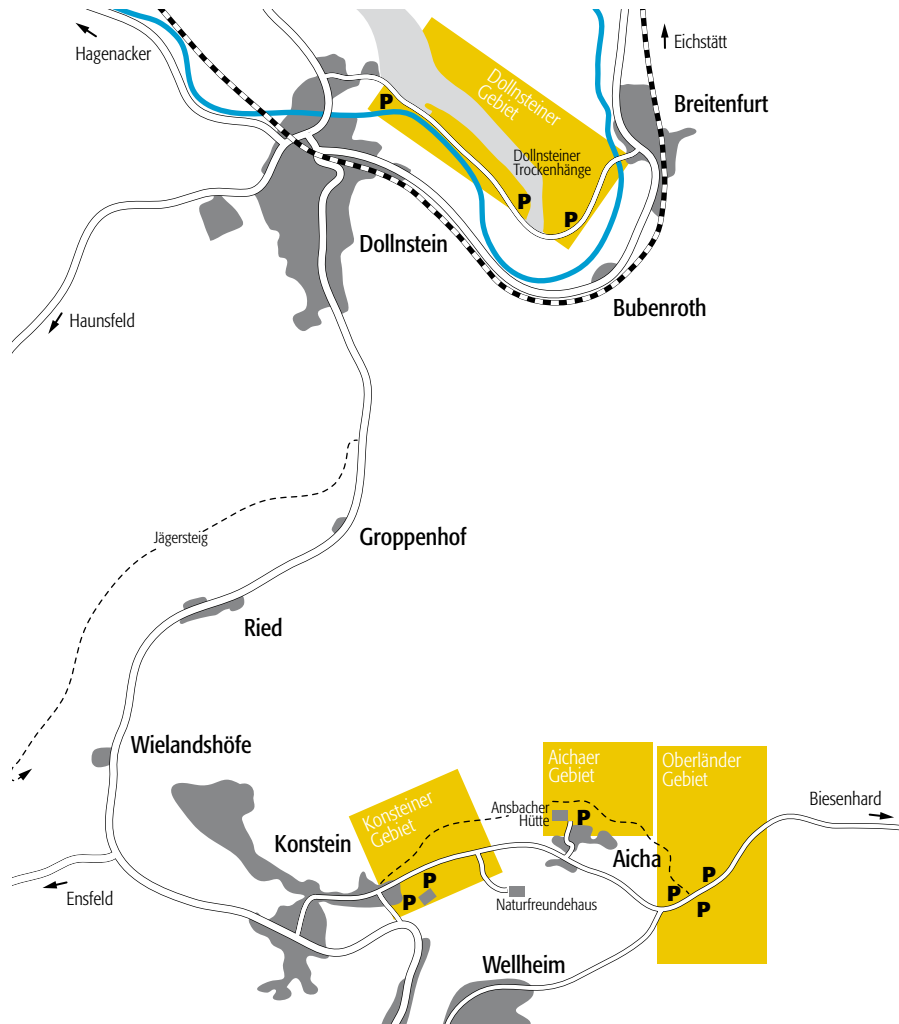 Hagenacker
Eichstätt
Dollnsteiner
Gebiet
P
Breitenfurt
Dollnsteiner
Trockenhänge
P
P
Dollnstein
Bubenroth
Haunsfeld
Jägersteig
Groppenhof
Ried
Wielandshöfe
Aichaer
Gebiet
Oberländer
Gebiet
Konsteiner
Gebiet
Ansbacher
Hütte
P
Biesenhard
Konstein
Aicha
P
P
P
P
P
Ensfeld
Naturfreundehaus
Wellheim